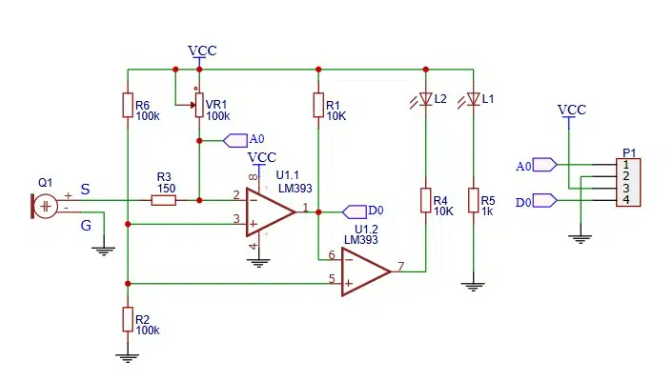 VCC
R6
100k
VR1
100k
R1
10K
L2
L1
A0
VCC
VCC
P1
Q1
+
S
-
G
R3
150
8
U1.1
LM393
2
−
3
+
1
4
D0
U1.2
LM393
6
−
5
+
7
R4
10K
R5
1k
A0
D0
1
2
3
4
R2
100k